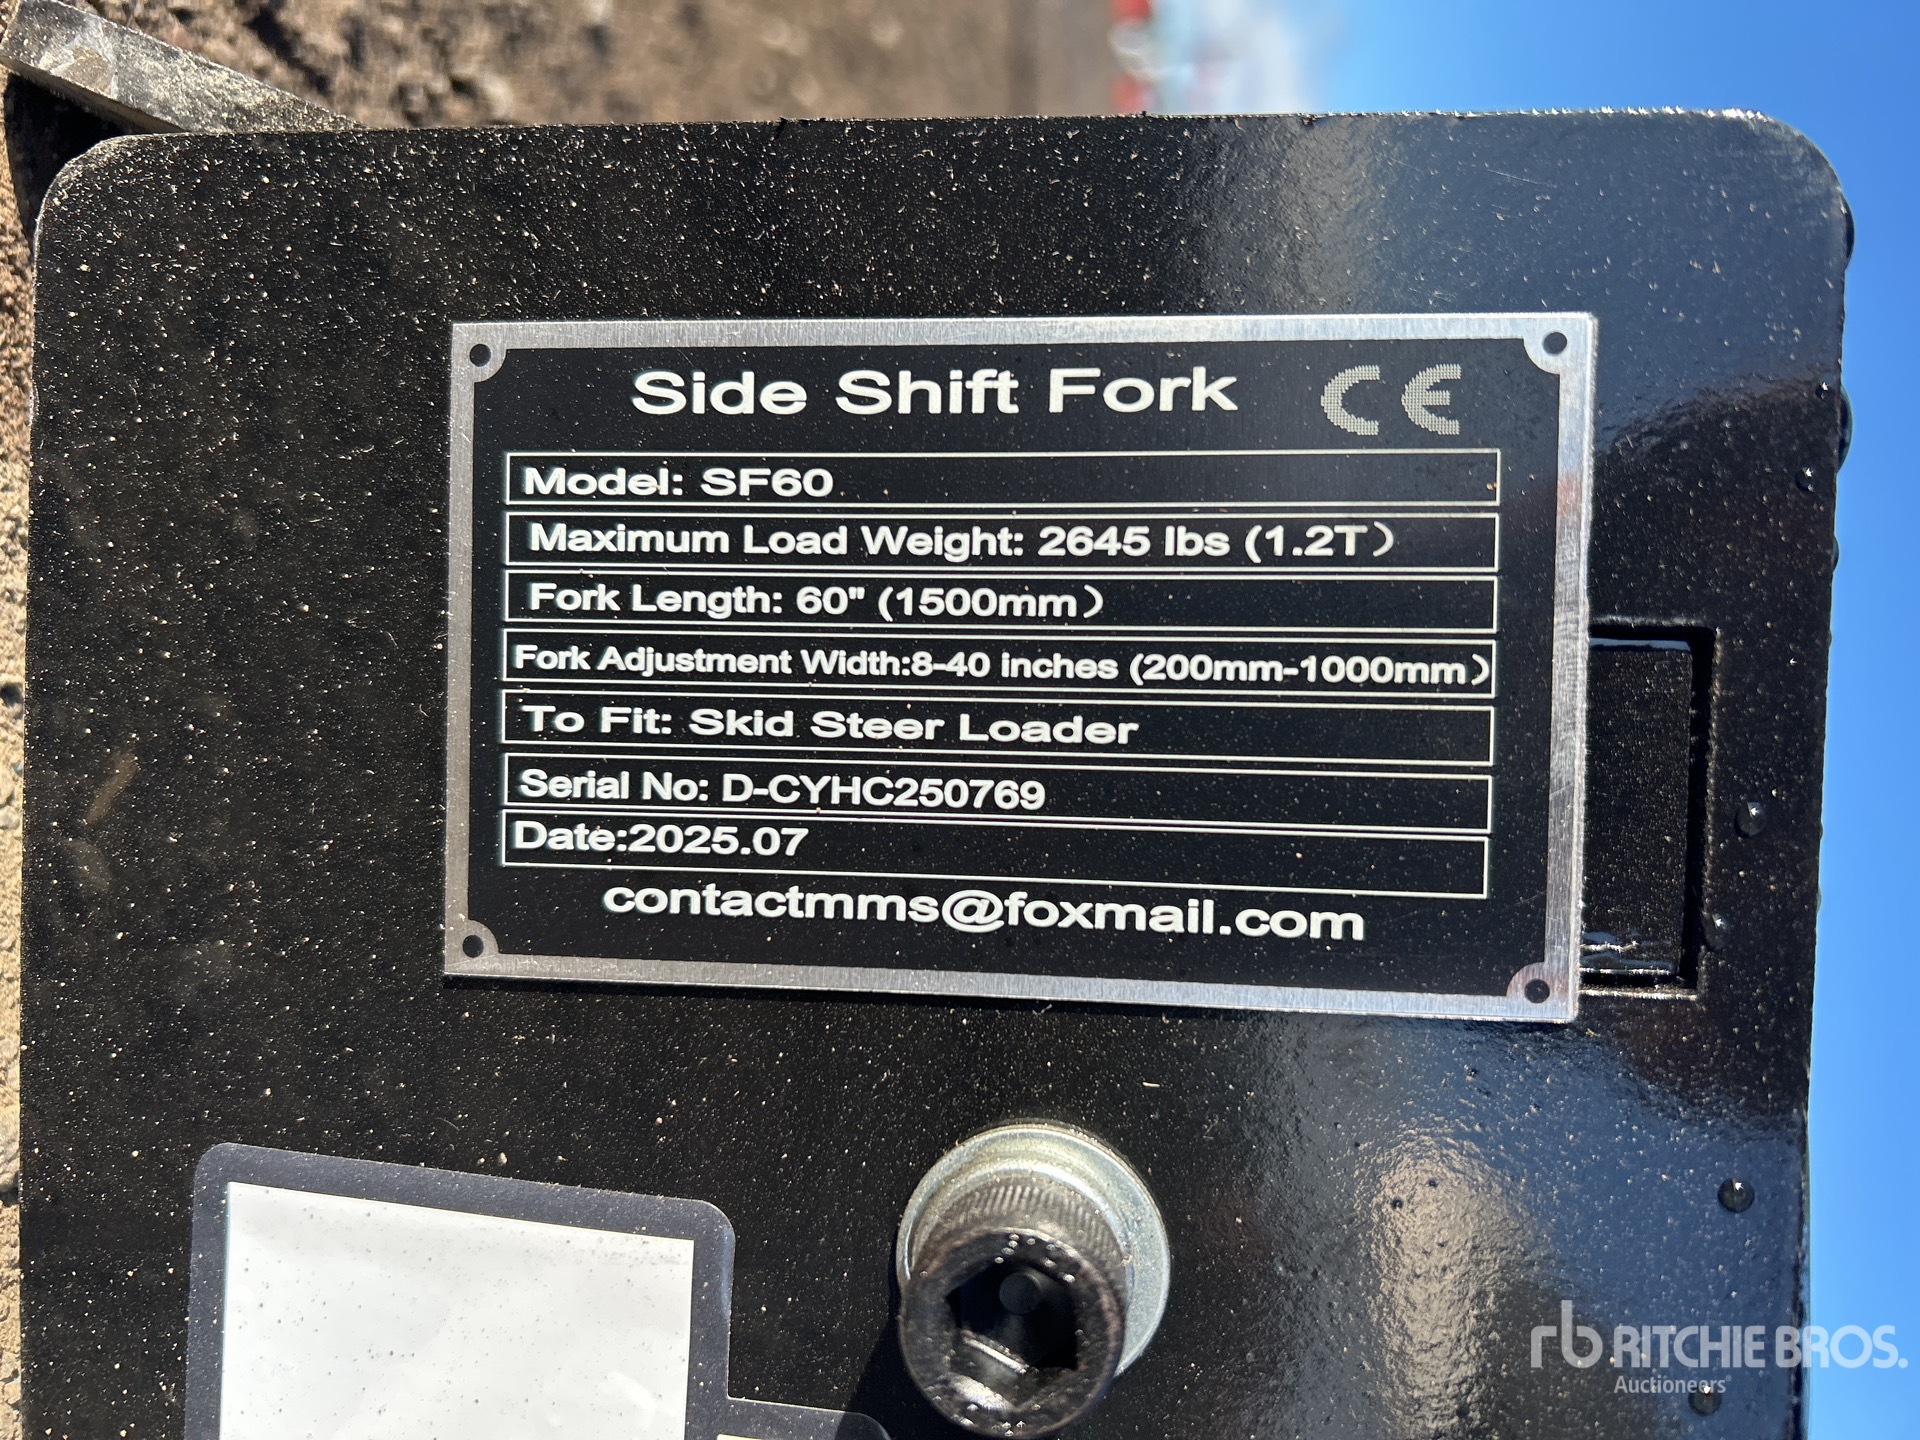 Side Shift Fork CE
Model: SF60
Maximum Load Weight: 2645 lbs (1.2T）
Fork Length: 60" (1500mm）
Fork Adjustment Width:8-40 inches (200mm-1000mm）
To Fit: Skid Steer Loader
Serial No: D-CYHC250769
Date:2025.07
contactmms@foxmail.com
rb RITCHIE BROS.
Auctioneers